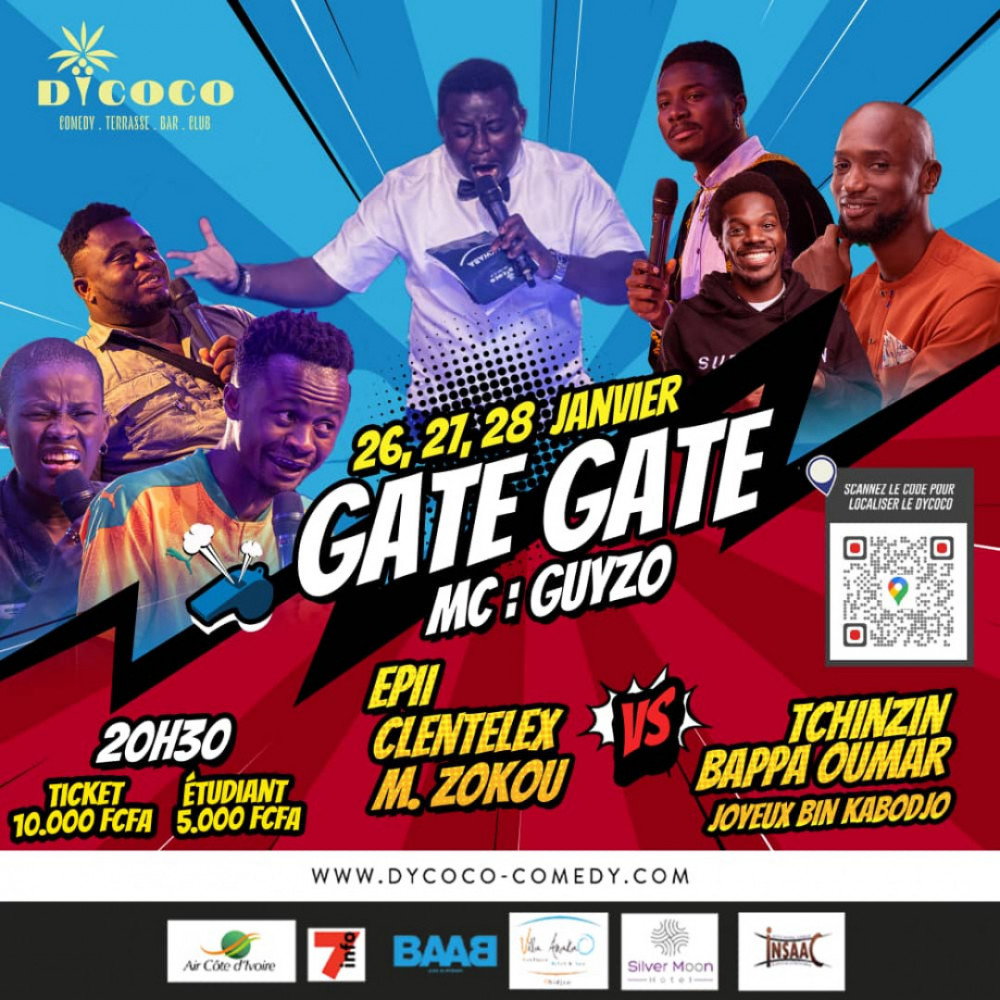 DYCOCO
COMEDY . TERRASSE . BAR . CLUB
26, 27, 28 JANVIER
GATE GATE
MC : GUYZO
SCANNEZ LE CODE POUR
LOCALISER LE DYCOCO
EPII
CLENTELEX
M. ZOKOU
VS
TCHINZIN
BAPPA OUMAR
JOYEUX BIN KABODJO
20H30
TICKET
10.000 FCFA
ÉTUDIANT
5.000 FCFA
WWW.DYCOCO-COMEDY.COM
Air Côte d'Ivoire
7info
BAAB
Silver Moon
Hotel
INSAAC